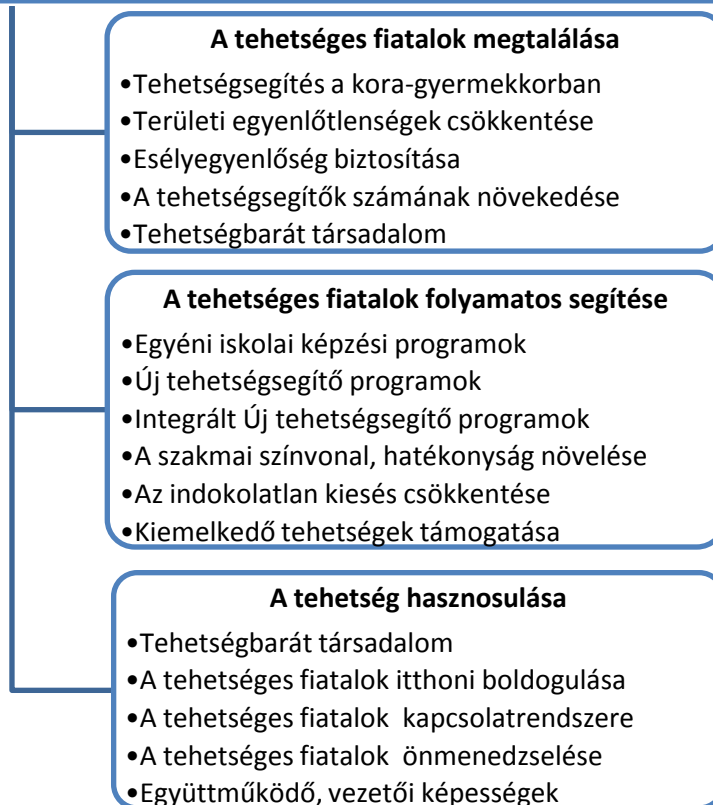 A tehetséges fiatalok megtalálása
•Tehetségsegítés a kora-gyermekkorban
•Területi egyenlőtlenségek csökkentése
•Esélyegyenlőség biztosítása
•A tehetségsegítők számának növekedése
•Tehetségbarát társadalom
A tehetséges fiatalok folyamatos segítése
•Egyéni iskolai képzési programok
•Új tehetségsegítő programok
•Integrált Új tehetségsegítő programok
•A szakmai színvonal, hatékonyság növelése
•Az indokolatlan kiesés csökkentése
•Kiemelkedő tehetségek támogatása
A tehetség hasznosulása
•Tehetségbarát társadalom
•A tehetséges fiatalok itthoni boldogulása
•A tehetséges fiatalok  kapcsolatrendszere
•A tehetséges fiatalok  önmenedzselése
•Együttműködő, vezetői képességek